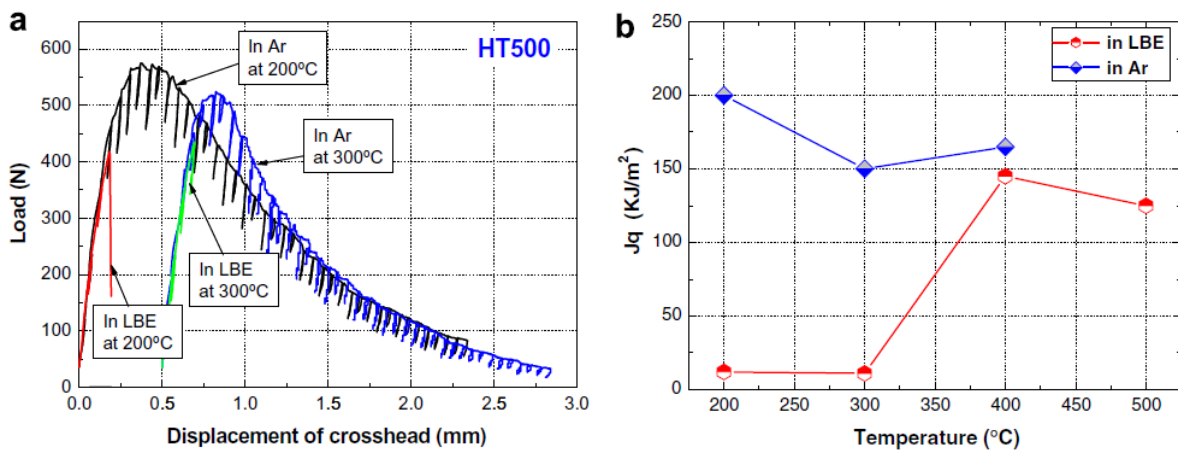 a
HT500
In Ar
at 200ºC
In Ar
at 300ºC
In LBE
at 300ºC
In LBE
at 200ºC
600
500
400
300
200
100
0
0.0 0.5 1.0 1.5 2.0 2.5 3.0
Load (N)
Displacement of crosshead (mm)
b
in LBE
in Ar
250
200
150
100
50
0
200 250 300 350 400 450 500
Jq (KJ/m²)
Temperature (°C)